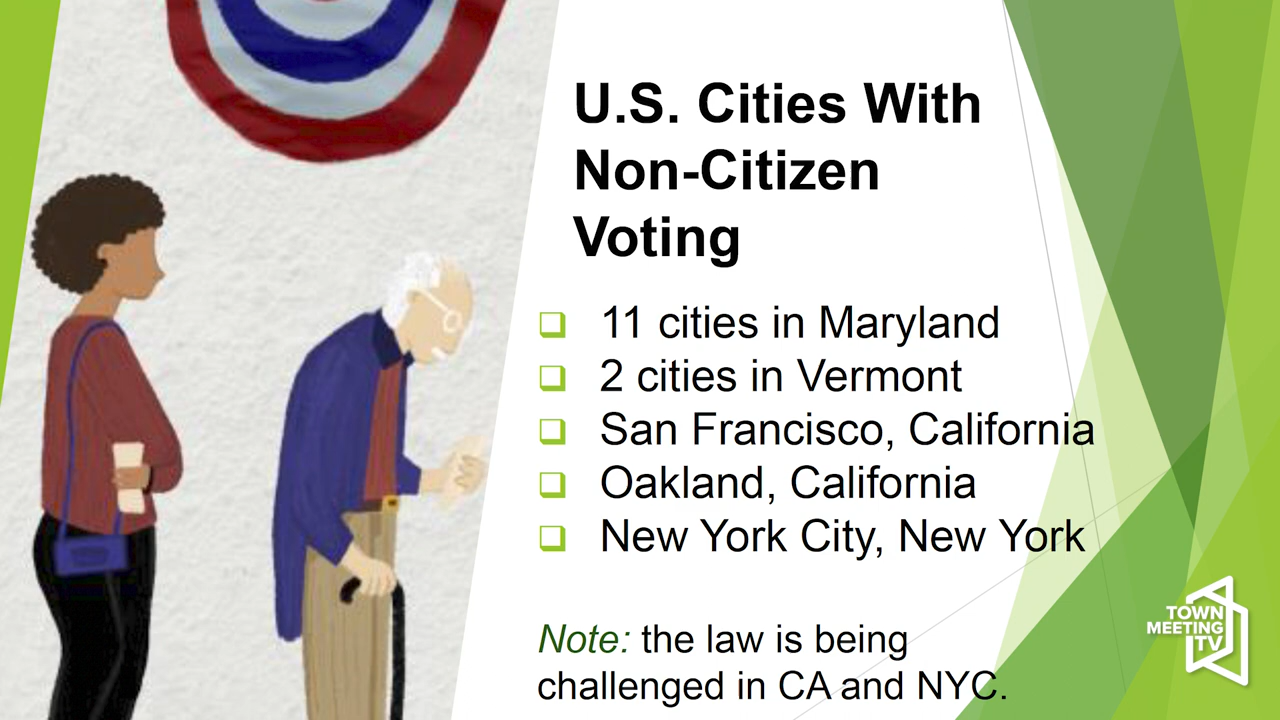 U.S. Cities With
Non-Citizen
Voting
11 cities in Maryland
2 cities in Vermont
San Francisco, California
Oakland, California
New York City, New York
Note: the law is being
challenged in CA and NYC.
TOWN
MEETING
TV